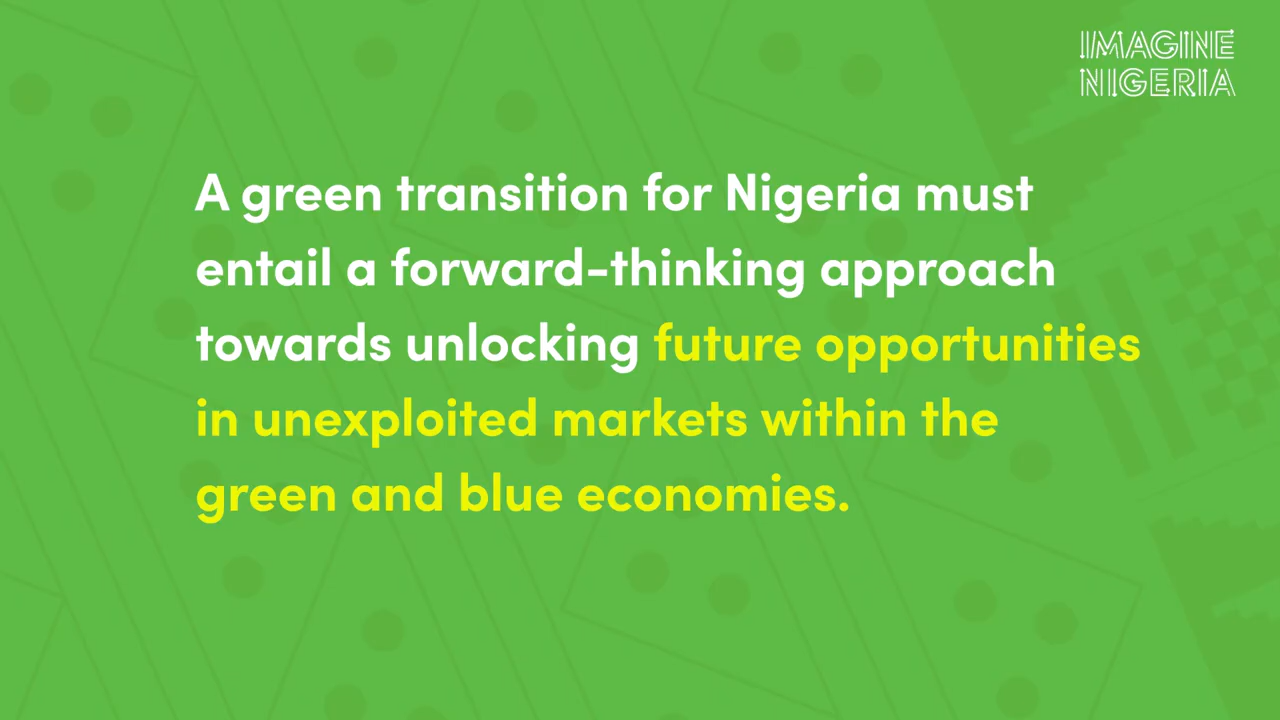 IMAGINE
NIGERIA
A green transition for Nigeria must
entail a forward-thinking approach
towards unlocking future opportunities
in unexploited markets within the
green and blue economies.